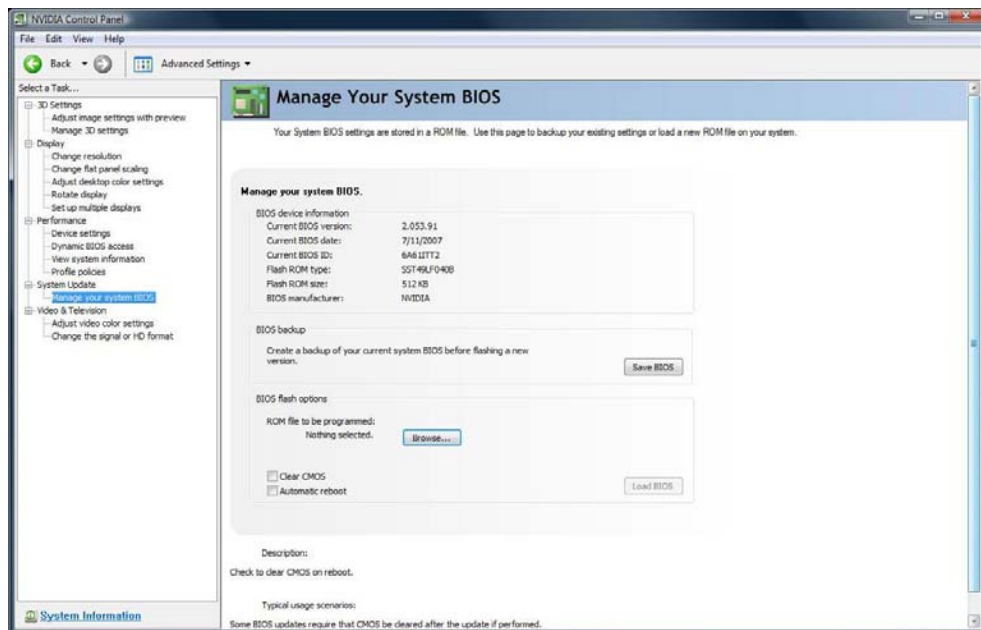 NVIDIA Control Panel
File Edit View Help
Back Advanced Settings
Select a Task...
3D Settings
Adjust image settings with preview
Manage 3D settings
Display
Change resolution
Change flat panel scaling
Adjust desktop color settings
Rotate display
Set up multiple displays
Performance
Device settings
Dynamic BIOS access
View system information
Profile policies
System Update
Manage your system BIOS
Video & Television
Adjust video color settings
Change the signal or HD format
System Information
Manage Your System BIOS
Your System BIOS settings are stored in a ROM file. Use this page to backup your existing settings or load a new ROM file on your system.
Manage your system BIOS.
BIOS device information
Current BIOS version: 2.053.91
Current BIOS date: 7/11/2007
Current BIOS ID: 6A61ITT2
Flash ROM type: SST49LF040B
Flash ROM size: 512 KB
BIOS manufacturer: NVIDIA
BIOS backup
Create a backup of your current system BIOS before flashing a new
version.
Save BIOS
BIOS flash options
ROM file to be programmed:
Nothing selected. Browse...
Clear CMOS
Automatic reboot
Load BIOS
Description:
Check to clear CMOS on reboot.
Typical usage scenarios:
Some BIOS updates require that CMOS be cleared after the update if performed.